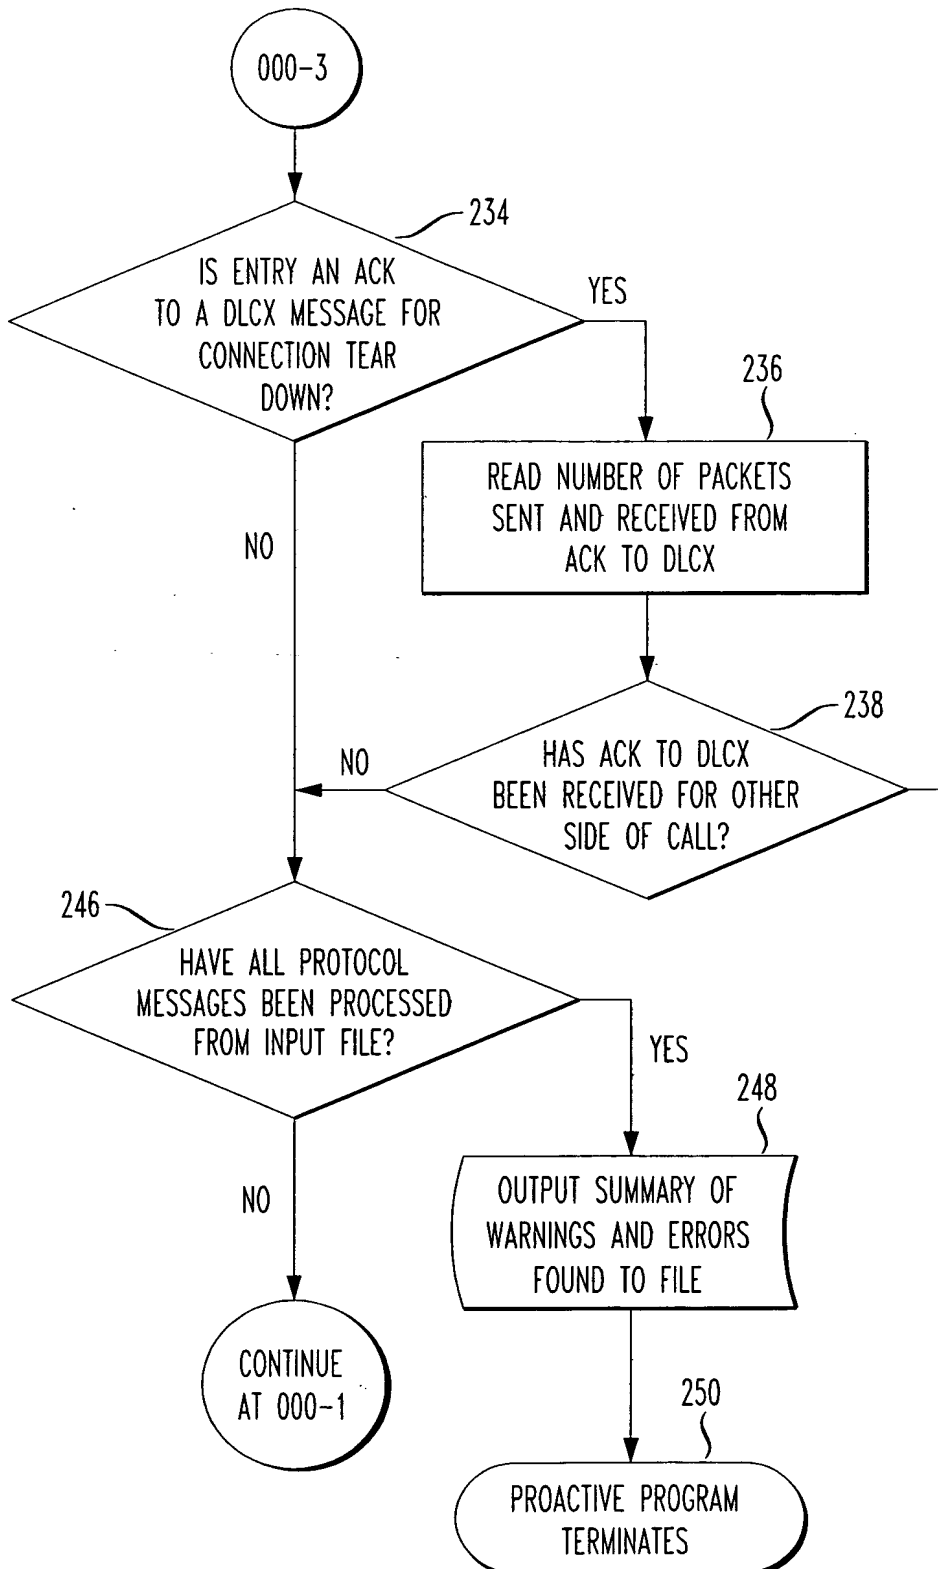 000-3
234
IS ENTRY AN ACK
TO A DLCX MESSAGE FOR
CONNECTION TEAR
DOWN?
YES
236
READ NUMBER OF PACKETS
SENT AND RECEIVED FROM
ACK TO DLCX
NO
238
HAS ACK TO DLCX
BEEN RECEIVED FOR OTHER
SIDE OF CALL?
NO
246
HAVE ALL PROTOCOL
MESSAGES BEEN PROCESSED
FROM INPUT FILE?
YES
248
OUTPUT SUMMARY OF
WARNINGS AND ERRORS
FOUND TO FILE
NO
CONTINUE
AT 000-1
250
PROACTIVE PROGRAM
TERMINATES